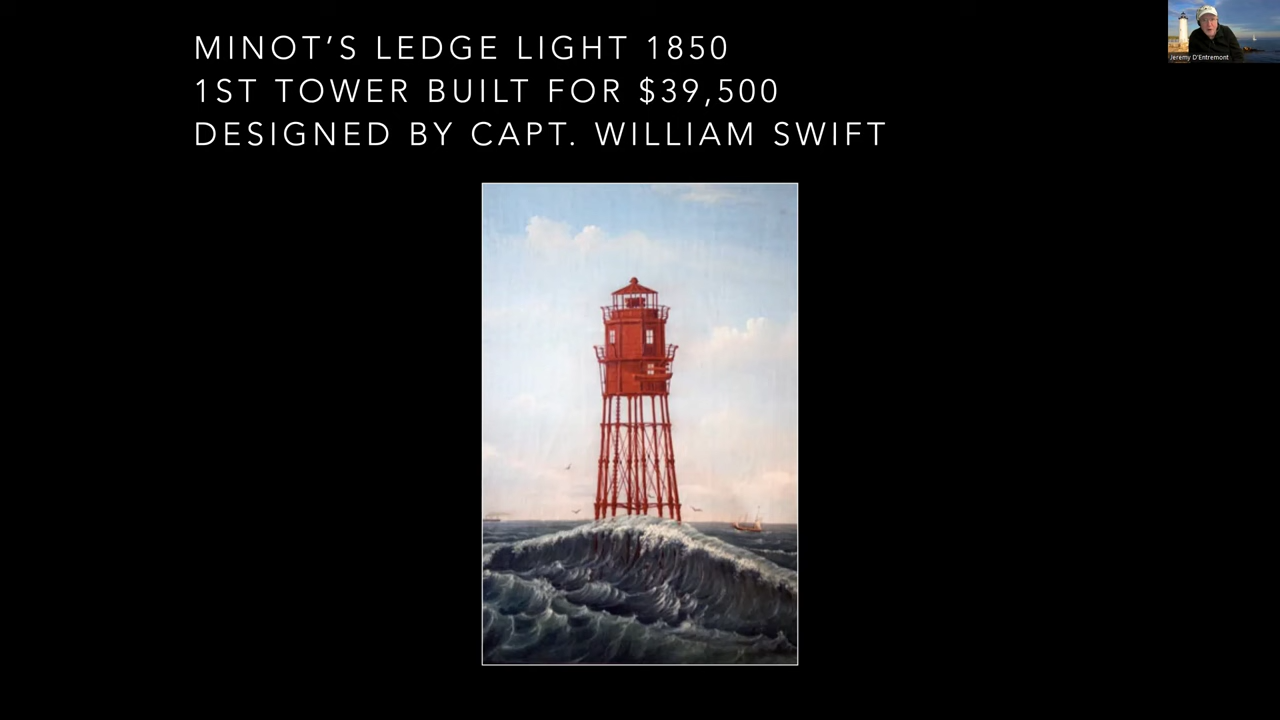 MINOT’S LEDGE LIGHT 1850
1ST TOWER BUILT FOR $39,500
DESIGNED BY CAPT. WILLIAM SWIFT
Jeremy D'Entremont